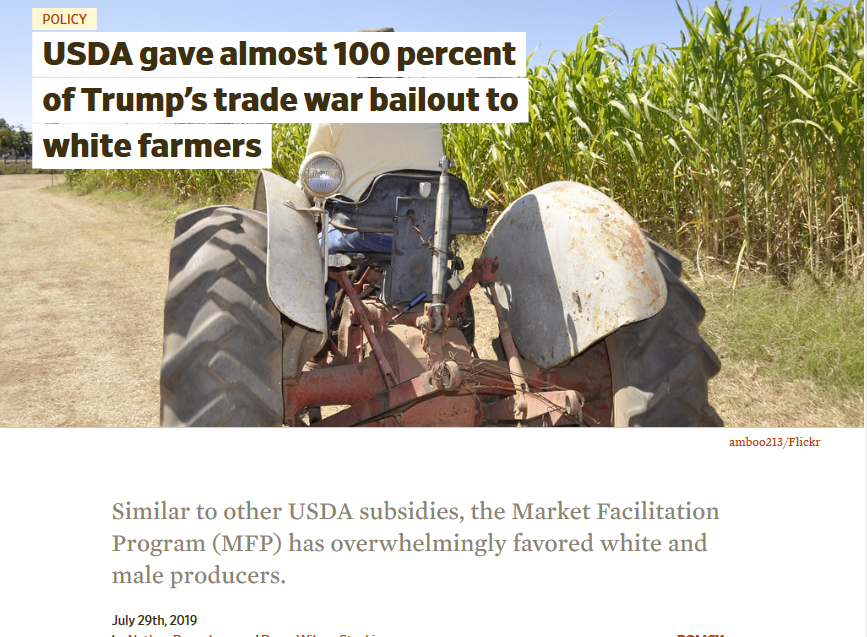 POLICY
USDA gave almost 100 percent
of Trump's trade war bailout to
white farmers
amboo213/Flickr
Similar to other USDA subsidies, the Market Facilitation
Program (MFP) has overwhelmingly favored white and
male producers.
July 29th, 2019
POLICY